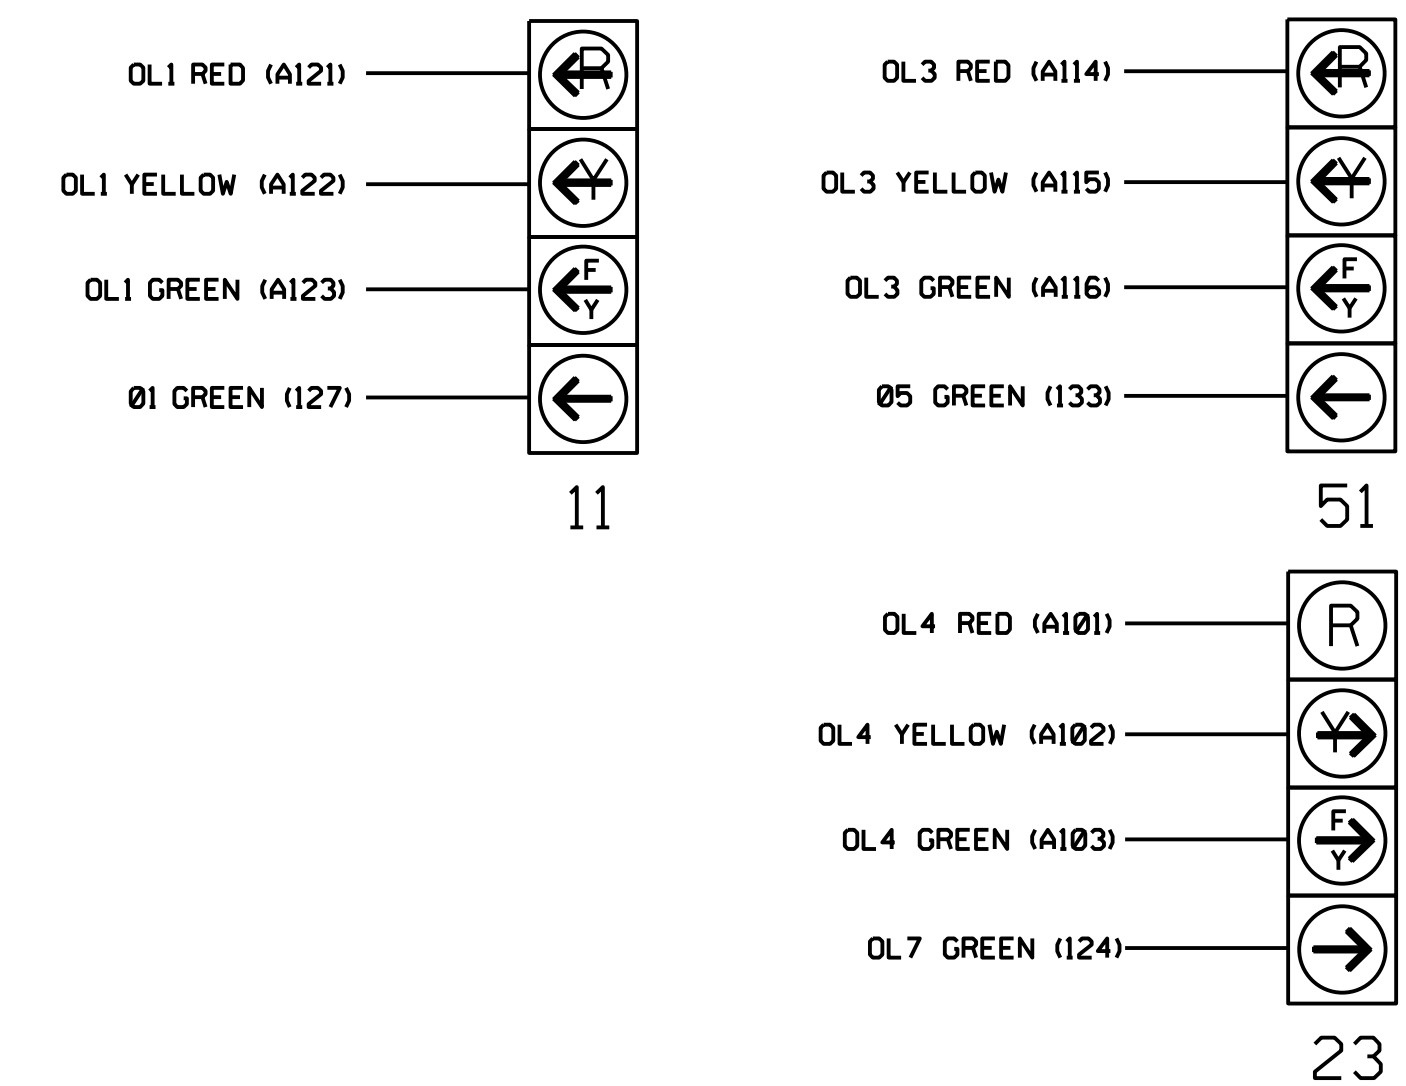 OL1 RED (A121)
R
OL1 YELLOW (A122)
Y
OL1 GREEN (A123)
F
Y
Ø1 GREEN (127)
11
OL3 RED (A114)
R
OL3 YELLOW (A115)
Y
OL3 GREEN (A116)
F
Y
Ø5 GREEN (133)
51
OL4 RED (A101)
R
OL4 YELLOW (A102)
Y
OL4 GREEN (A103)
F
Y
OL7 GREEN (124)
23